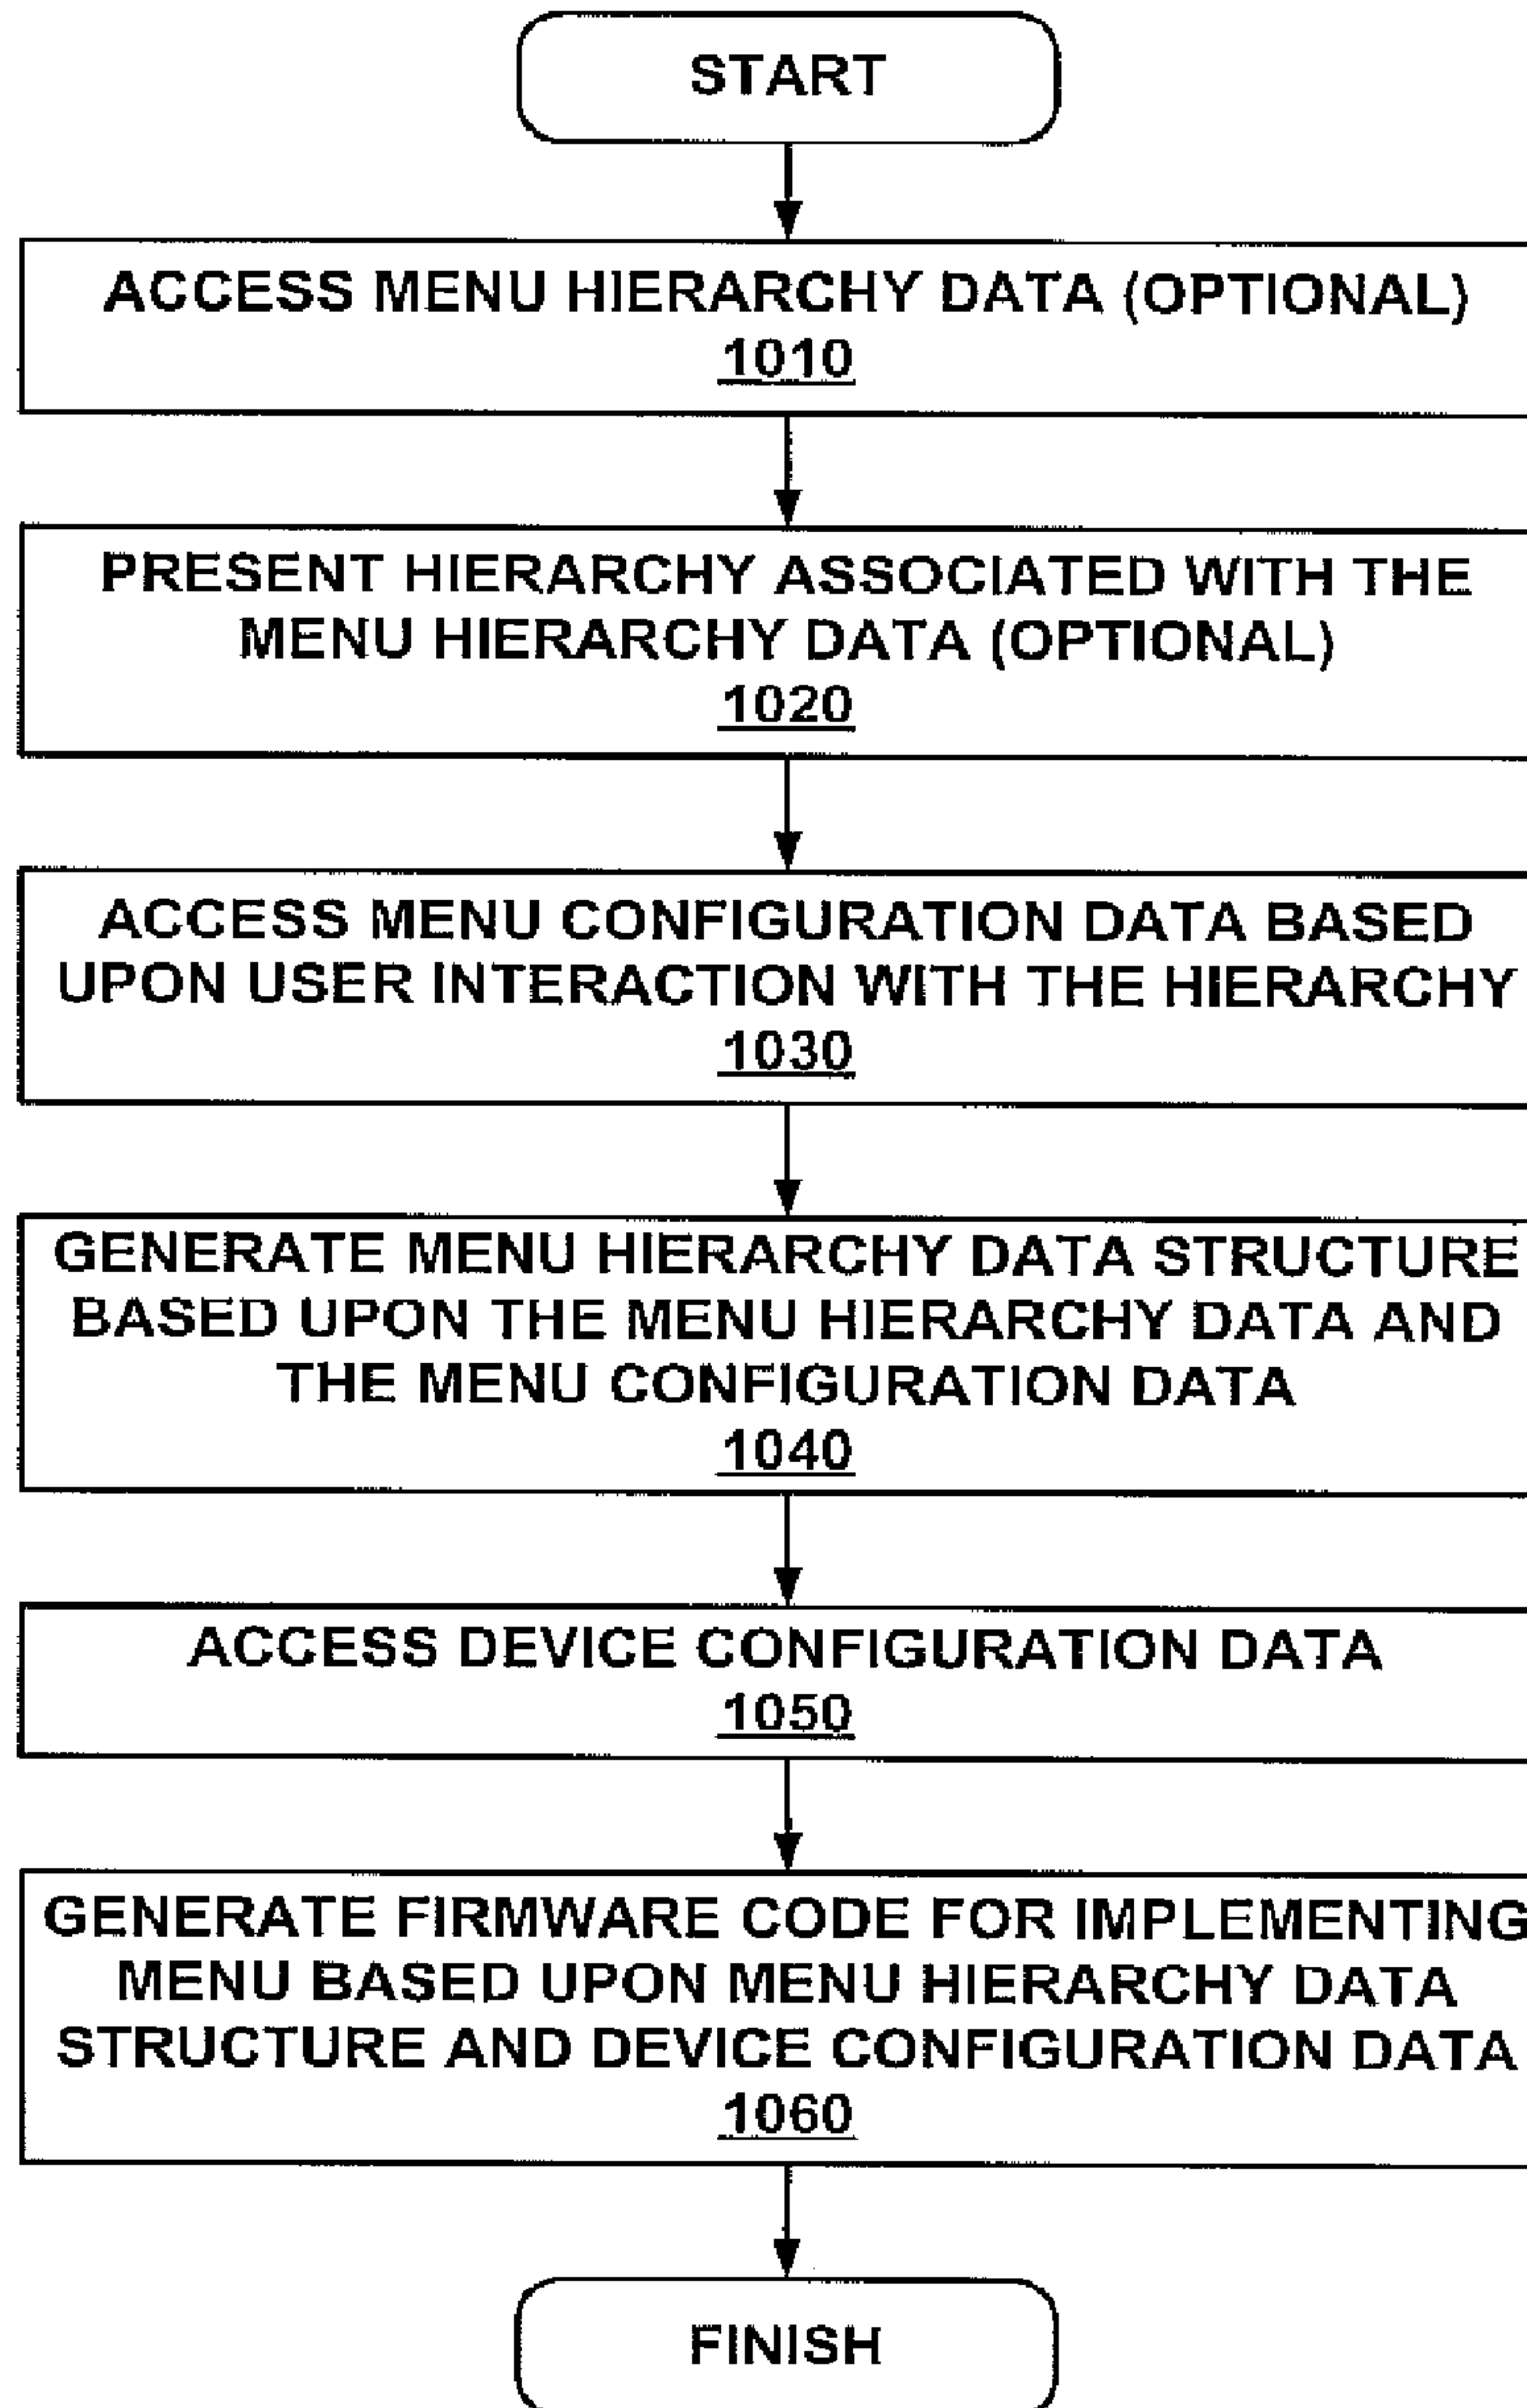 START
ACCESS MENU HIERARCHY DATA (OPTIONAL)
1010
PRESENT HIERARCHY ASSOCIATED WITH THE
MENU HIERARCHY DATA (OPTIONAL)
1020
ACCESS MENU CONFIGURATION DATA BASED
UPON USER INTERACTION WITH THE HIERARCHY
1030
GENERATE MENU HIERARCHY DATA STRUCTURE
BASED UPON THE MENU HIERARCHY DATA AND
THE MENU CONFIGURATION DATA
1040
ACCESS DEVICE CONFIGURATION DATA
1050
GENERATE FIRMWARE CODE FOR IMPLEMENTING
MENU BASED UPON MENU HIERARCHY DATA
STRUCTURE AND DEVICE CONFIGURATION DATA
1060
FINISH